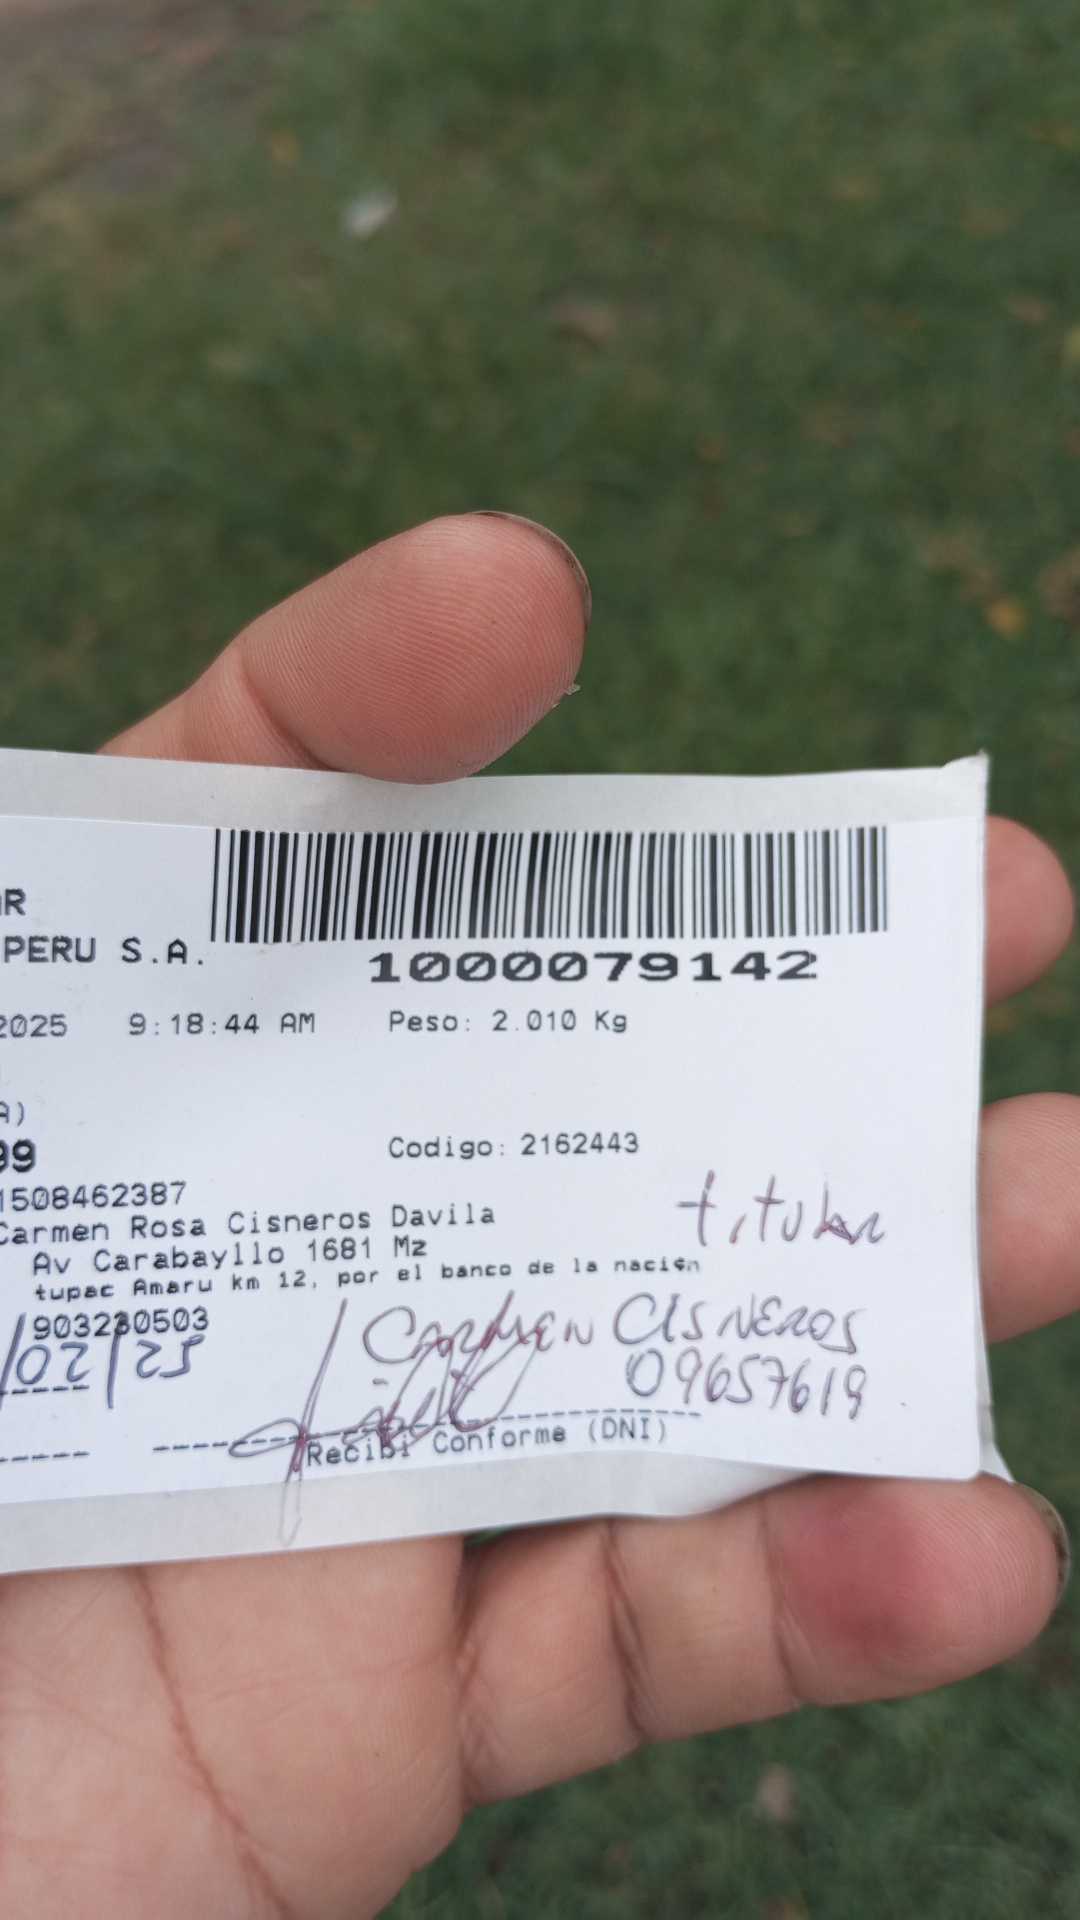 PERU S.A.
1000079142
2025 9:18:44 AM Peso: 2.010 Kg
A)
99 Codigo: 2162443
1508462387
Carmen Rosa Cisneros Davila
titular
Av Carabayllo 1681 Mz
tupac Amaru km 12, por el banco de la nación
903230503
/02/25
CARMEN CISNEROS
09657619
Recibi Conforme (DNI)